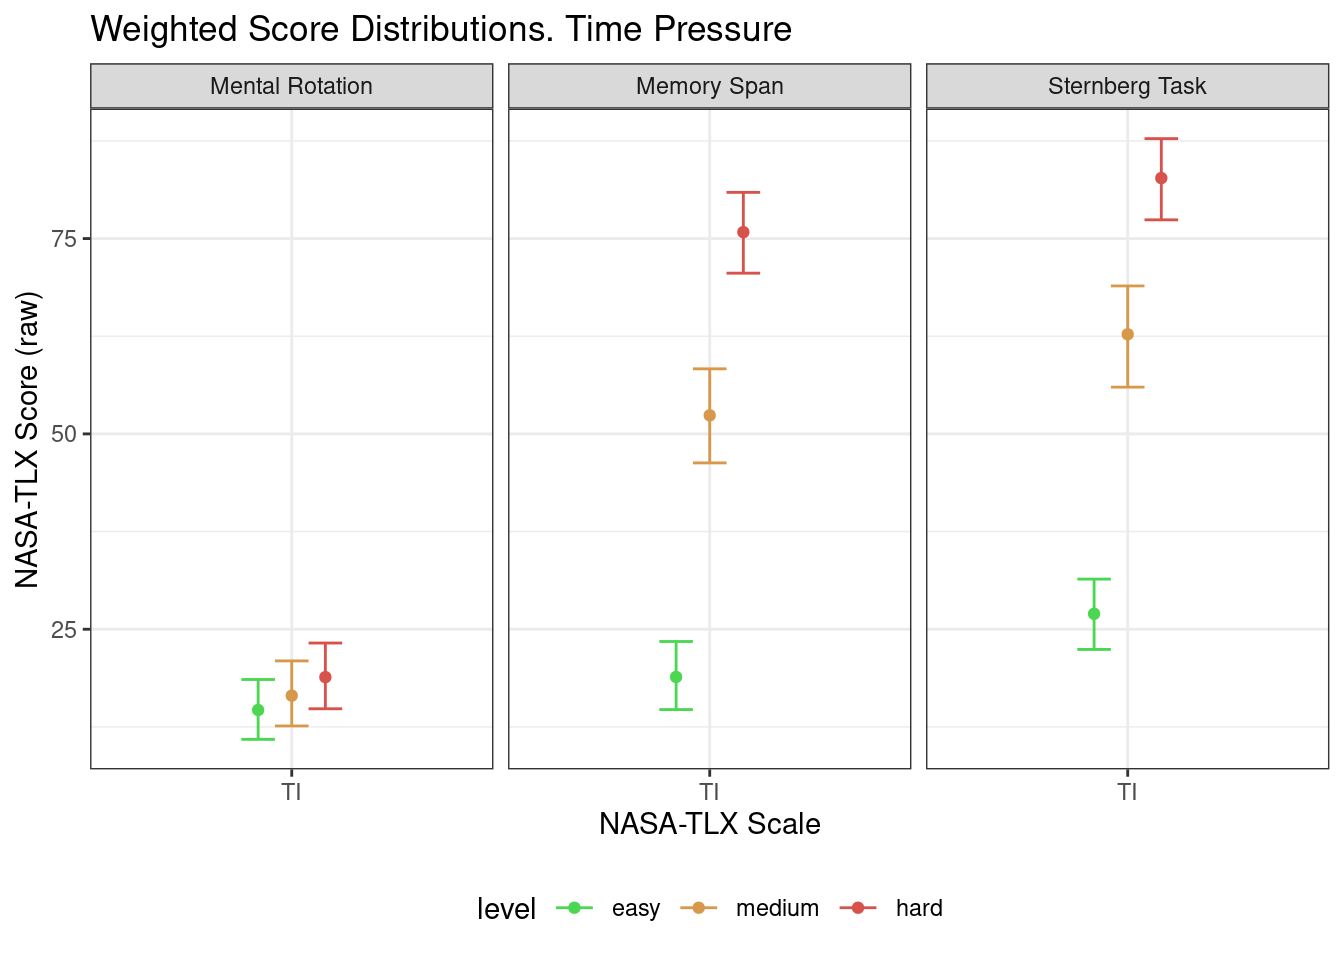 Weighted Score Distributions. Time Pressure
Mental Rotation
Memory Span
Sternberg Task
NASA-TLX Score (raw)
75
50
25
TI
TI
TI
NASA-TLX Scale
level easy medium hard